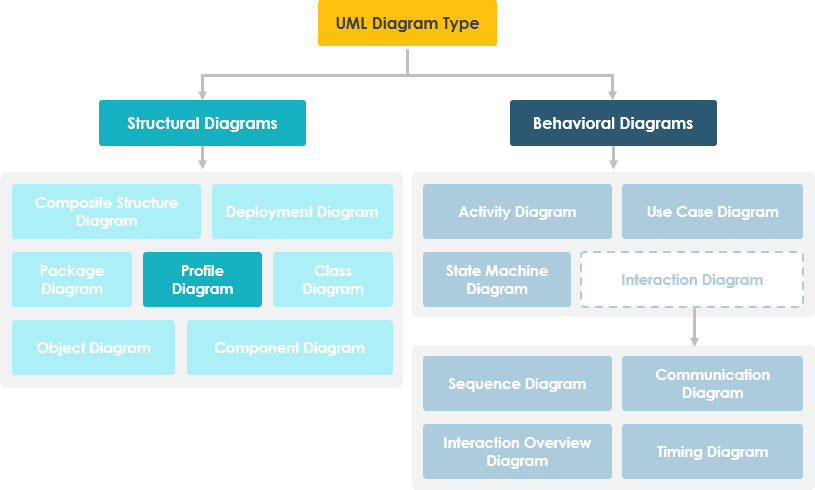 UML Diagram Type
Structural Diagrams
Behavioral Diagrams
Composite Structure
Diagram
Deployment Diagram
Package
Diagram
Profile
Diagram
Class
Diagram
Object Diagram
Component Diagram
Activity Diagram
Use Case Diagram
State Machine
Diagram
Interaction Diagram
Sequence Diagram
Communication
Diagram
Interaction Overview
Diagram
Timing Diagram